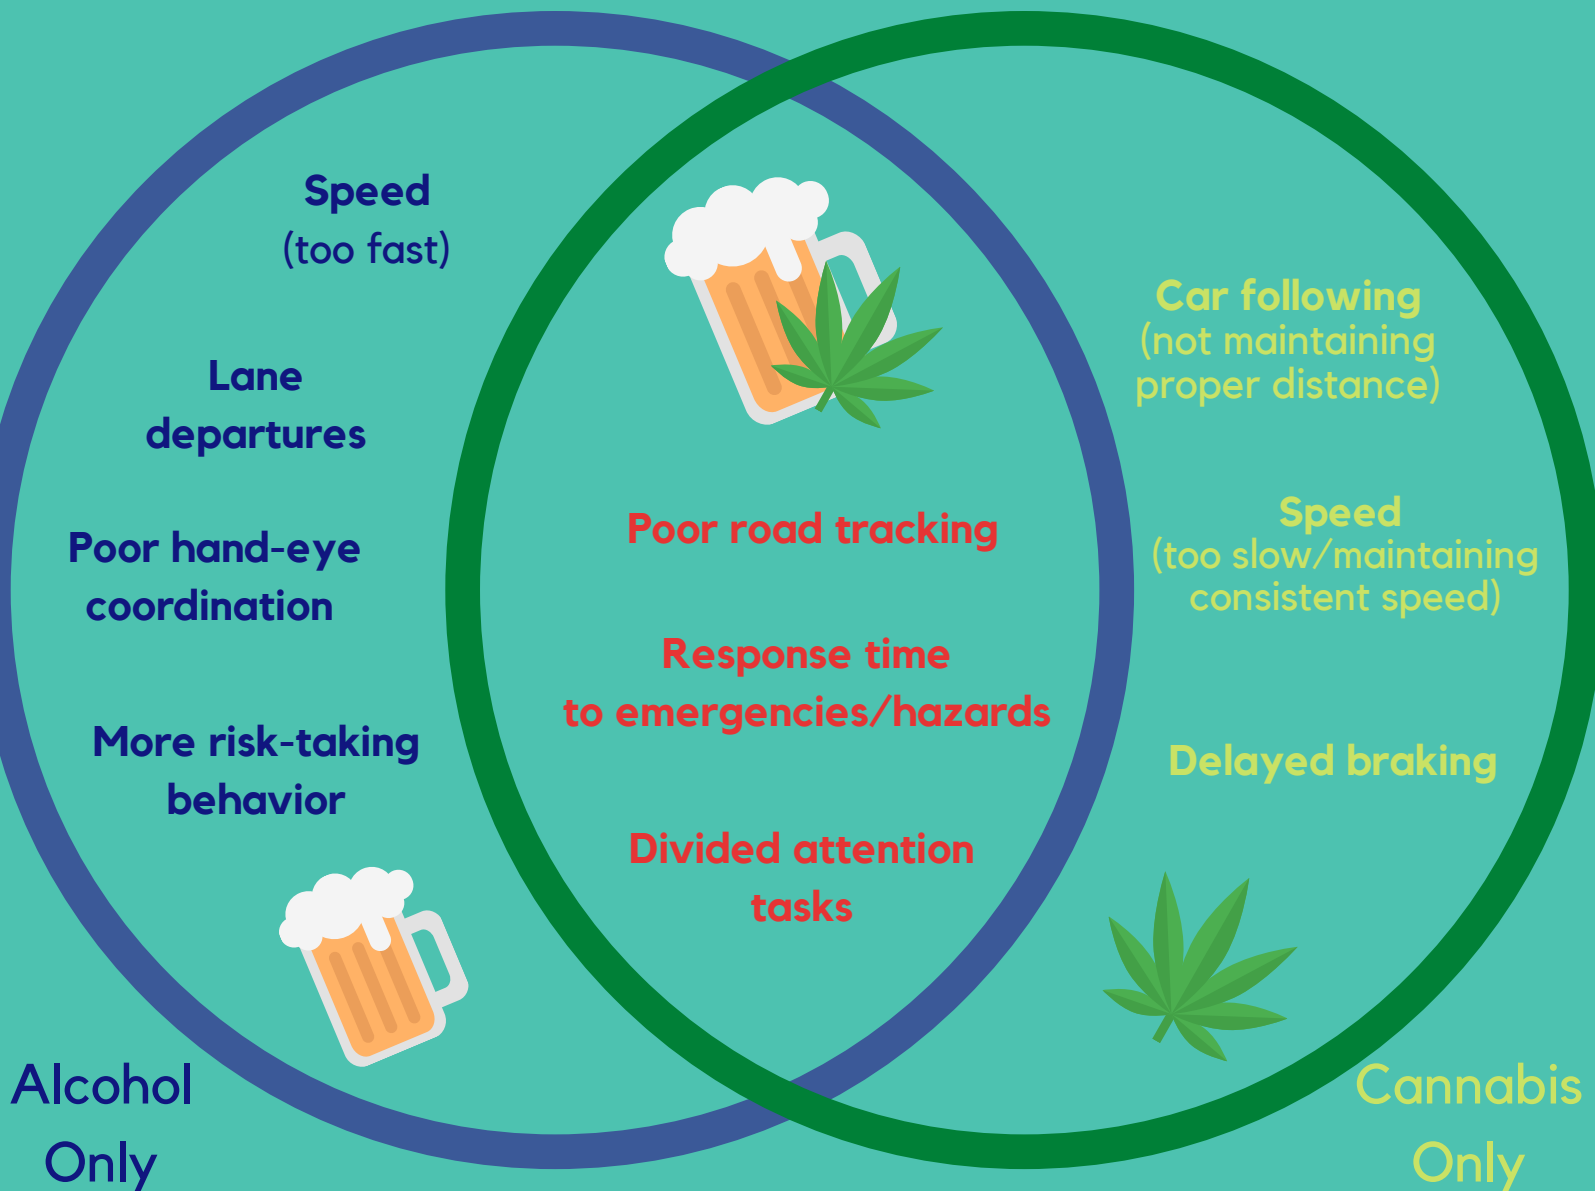 Speed
(too fast)
Lane
departures
Poor hand-eye
coordination
More risk-taking
behavior
Alcohol
Only
Poor road tracking
Response time
to emergencies/hazards
Divided attention
tasks
Car following
(not maintaining
proper distance)
Speed
(too slow/maintaining
consistent speed)
Delayed braking
Cannabis
Only